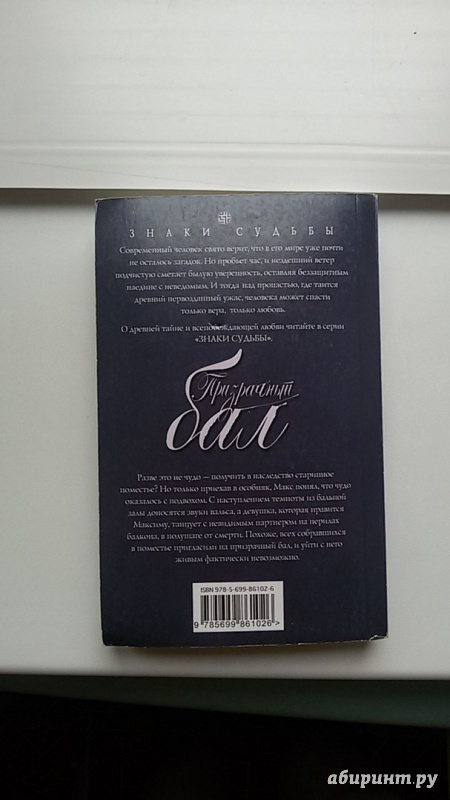 ЗНАКИ СУДЬБЫ
Современный человек свято верит, что в его мире уже почти
не осталось загадок. Но пробьет час, и нездешний ветер
подчистую сметает былую уверенность, оставляя беззащитным
наедине с неведомым. И тогда над пропастью, где таится
древний первозданный ужас, человека может спасти
только вера, только любовь.
О древней тайне и всепобеждающей любви читайте в серии
«ЗНАКИ СУДЬБЫ».
Призрачный
бал
Разве это не чудо — получить в наследство старинное
поместье? Но только приехав в особняк, Макс понял, что чудо
оказалось с подвохом. С наступлением темноты из бальной
залы доносятся звуки вальса, а девушка, которая нравится
Максиму, танцует с невидимым партнером на перилах
балкона, в полушаге от смерти. Похоже, всех собравшихся
в поместье пригласили на призрачный бал, и уйти с него
живым фактически невозможно.
ISBN 978-5-699-86102-6
9 785699 861026 >
абиринт.ру